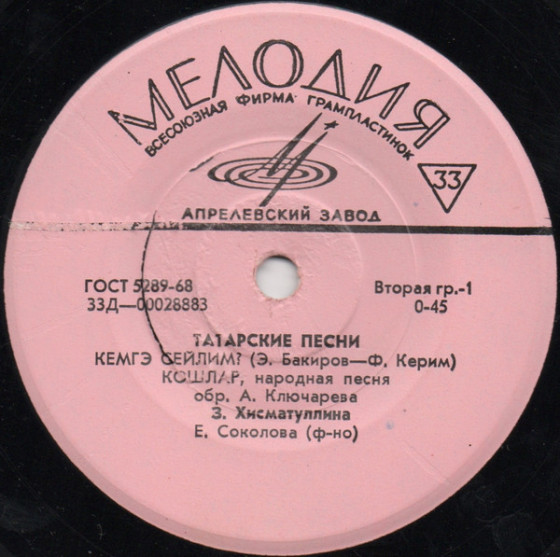 МЕЛОДИЯ
ВСЕСОЮЗНАЯ ФИРМА ГРАМПЛАСТИНОК
33
АПРЕЛЕВСКИЙ ЗАВОД
ГОСТ 5289-68
Вторая гр.-1
33Д—00028883
0-45
ТАТАРСКИЕ ПЕСНИ
КЕМГЭ СЕЙЛИМ? (Э. Бакиров—Ф. Керим)
КОШЛАР, народная песня
обр. А. Ключарева
З. Хисматуллина
Е. Соколова (ф-но)